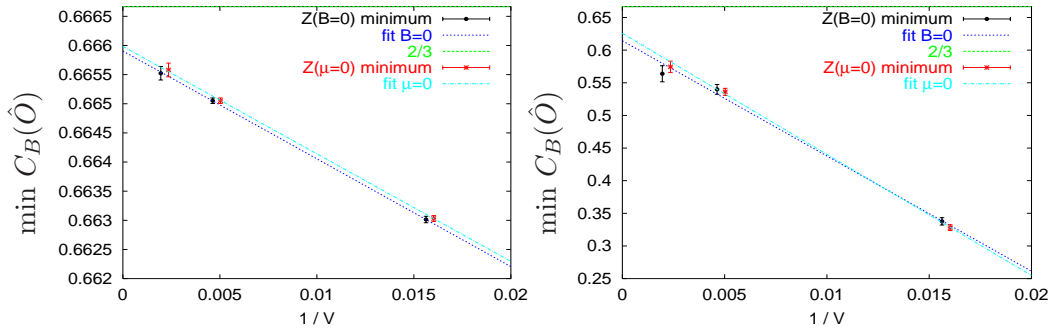 min C_B(Ô)
0.6665
0.666
0.6655
0.665
0.6645
0.664
0.6635
0.663
0.6625
0.662
0
0.005
0.01
0.015
0.02
1 / V
Z(B=0) minimum
fit B=0
2/3
Z(μ=0) minimum
fit μ=0
min C_B(Ô)
0.65
0.6
0.55
0.5
0.45
0.4
0.35
0.3
0.25
0
0.005
0.01
0.015
0.02
1 / V
Z(B=0) minimum
fit B=0
2/3
Z(μ=0) minimum
fit μ=0